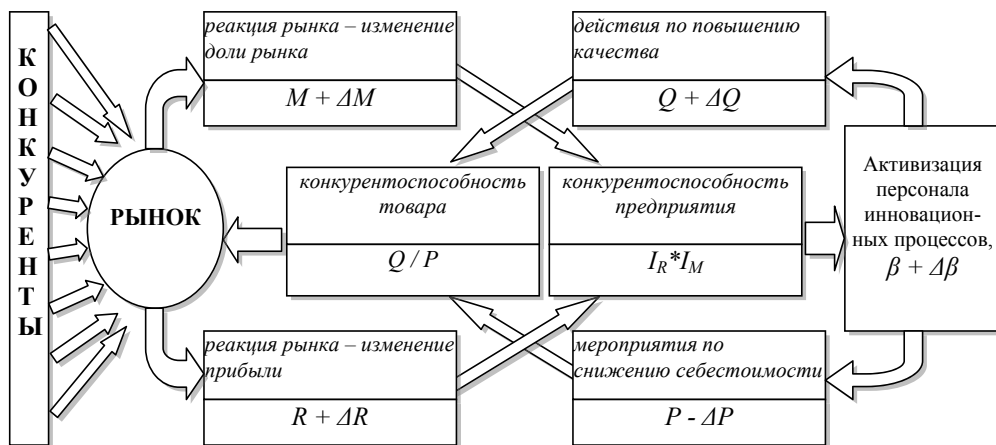 КОНКУРЕНТЫ
реакция рынка – изменение
доли рынка
M + ΔM
действия по повышению
качества
Q + ΔQ
РЫНОК
конкурентоспособность
товара
Q / P
конкурентоспособность
предприятия
I_R*I_M
Активизация
персонала
инновацион-
ных процессов,
β + Δβ
реакция рынка – изменение
прибыли
R + ΔR
мероприятия по
снижению себестоимости
P - ΔP